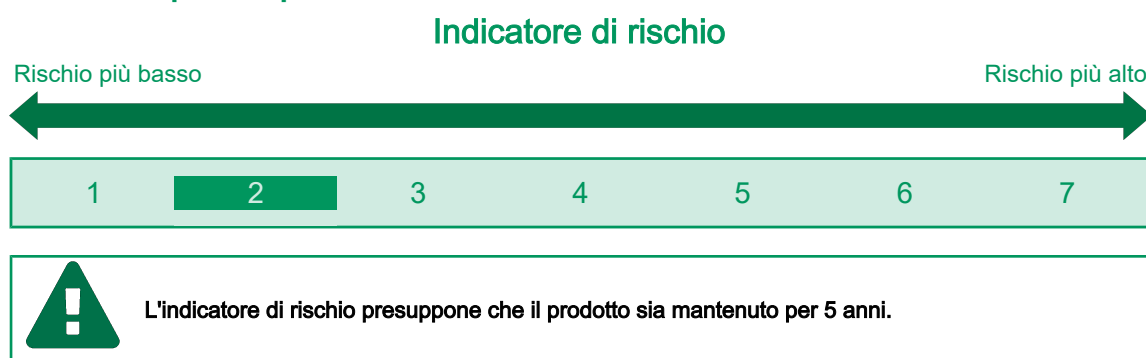 Indicatore di rischio
Rischio più basso Rischio più alto
1 2 3 4 5 6 7
L'indicatore di rischio presuppone che il prodotto sia mantenuto per 5 anni.